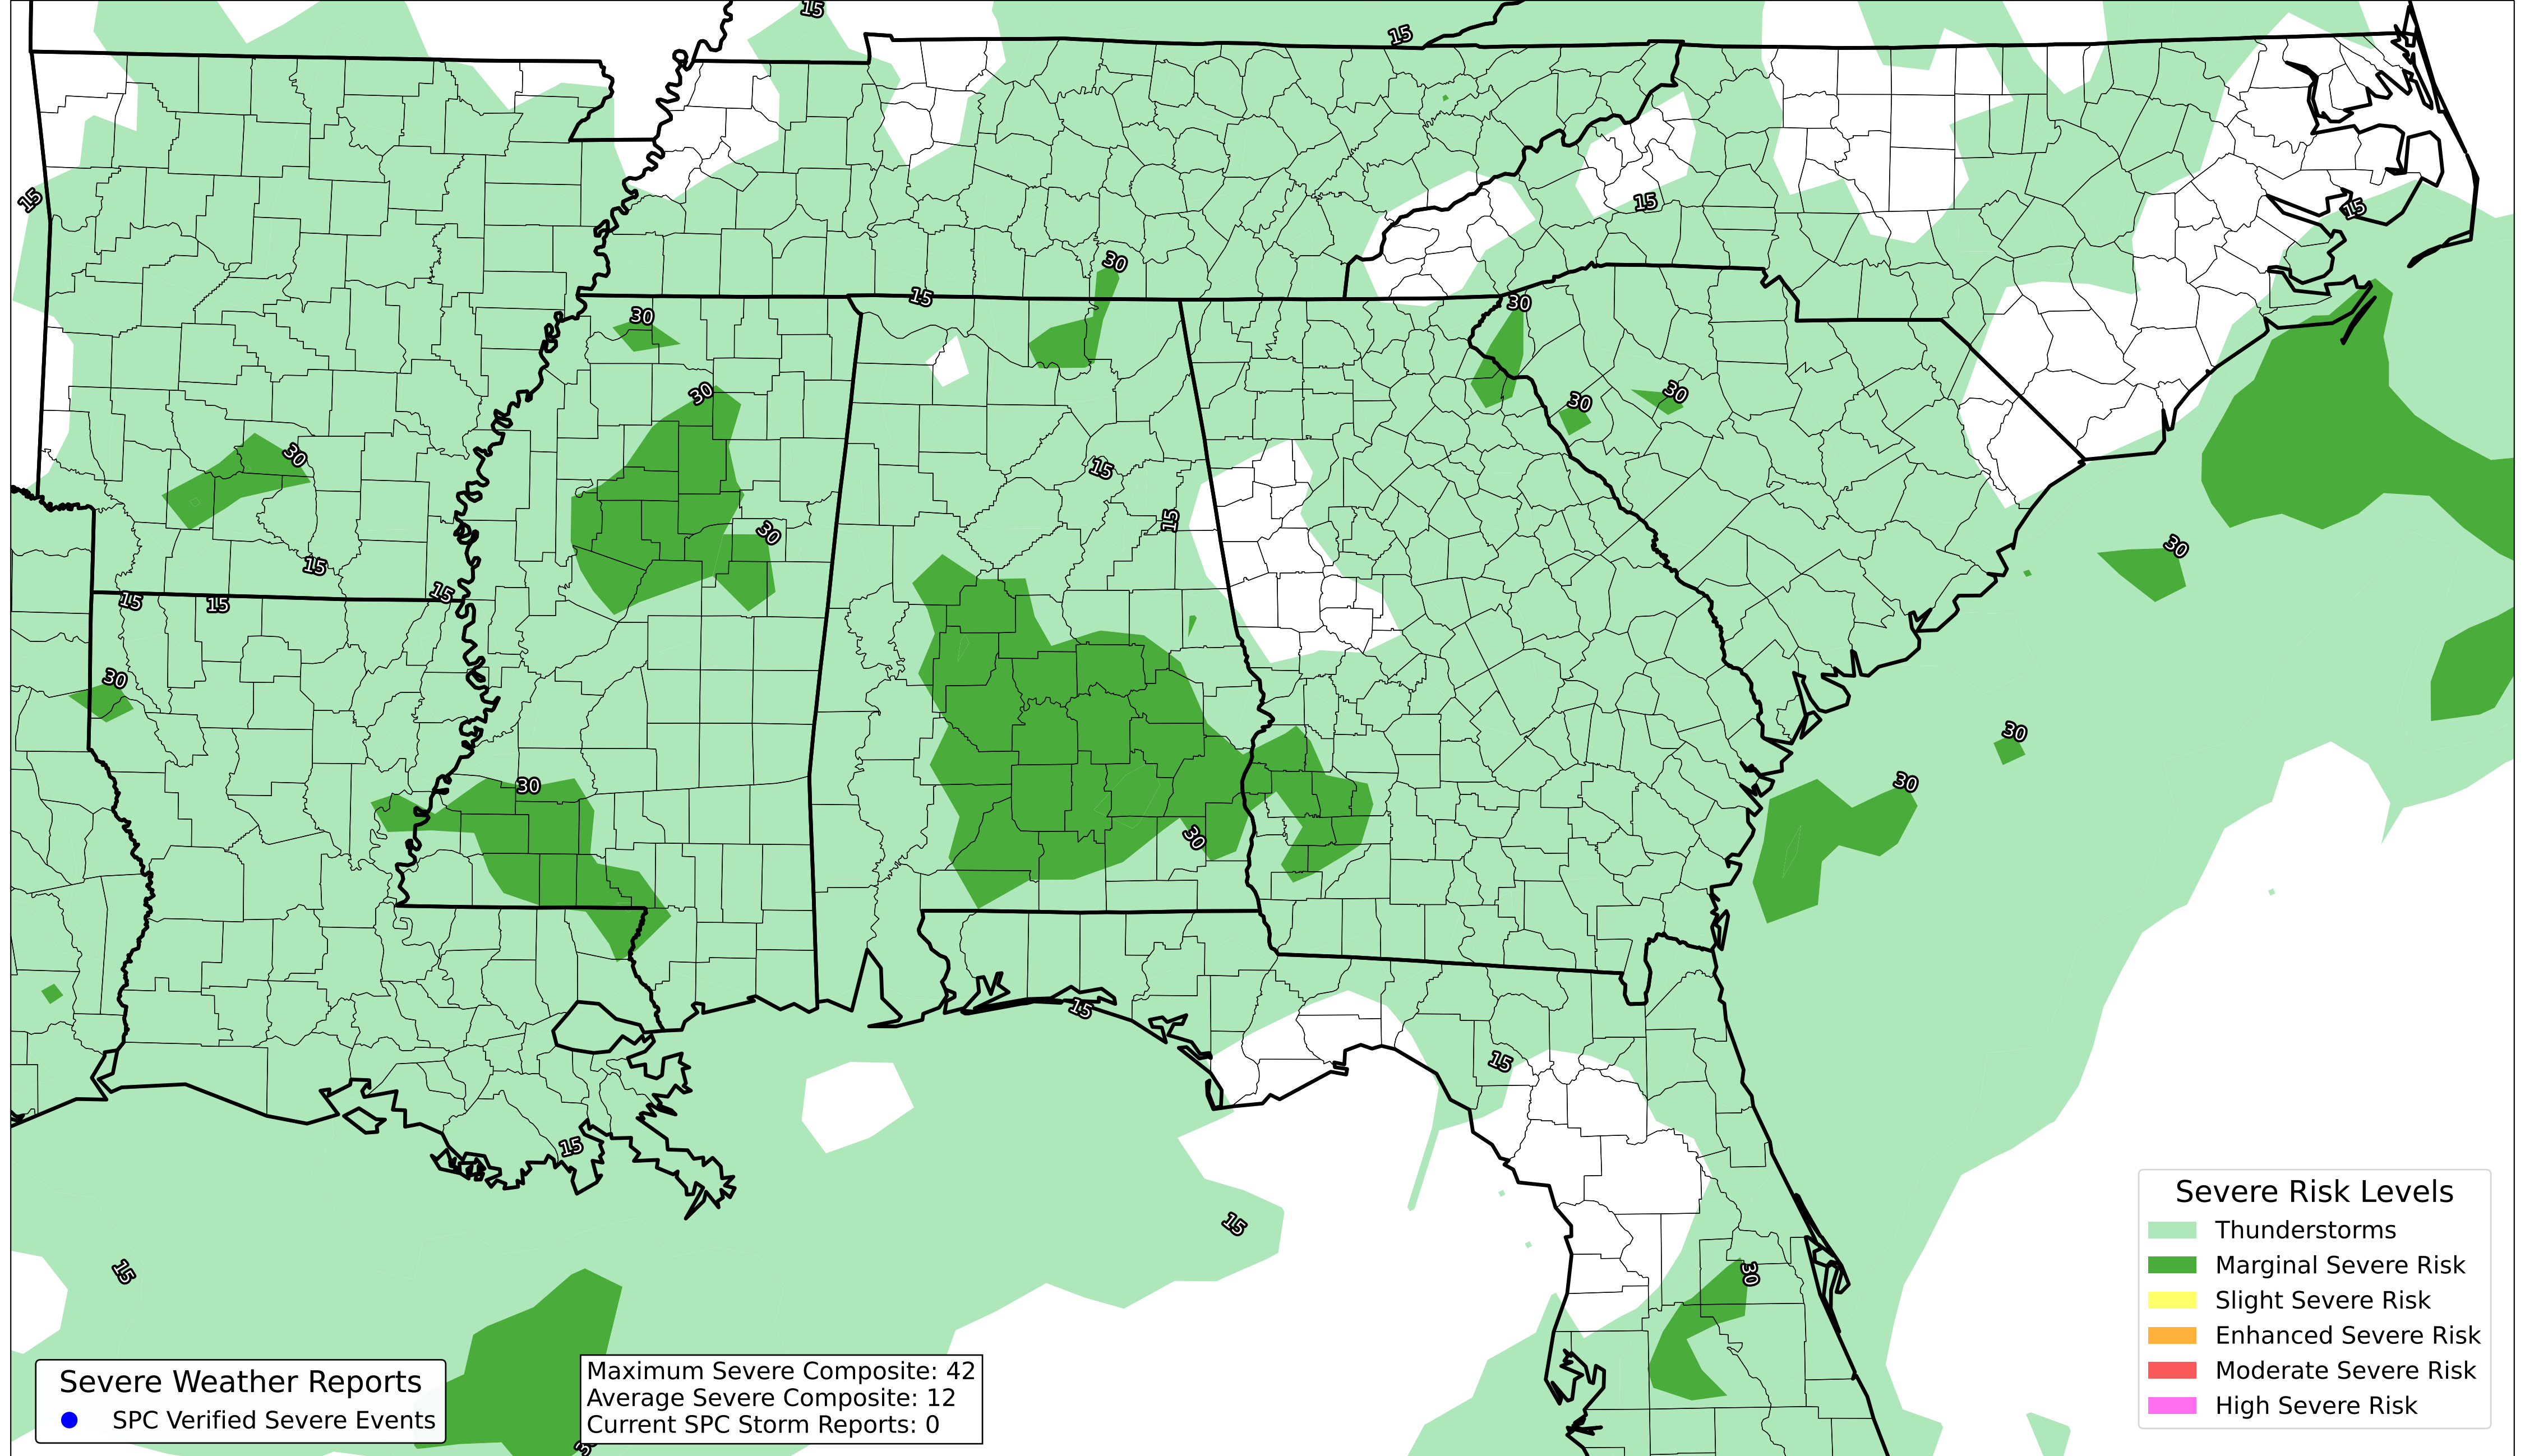 15
15
15
15
15
30
15
30
30
30
30
30
15
30
15
30
30
15
15
15
15
15
30
30
30
30
30
15
15
15
15
15
30
Severe Risk Levels
Thunderstorms
Marginal Severe Risk
Slight Severe Risk
Enhanced Severe Risk
Moderate Severe Risk
High Severe Risk
Severe Weather Reports
SPC Verified Severe Events
Maximum Severe Composite: 42
Average Severe Composite: 12
Current SPC Storm Reports: 0